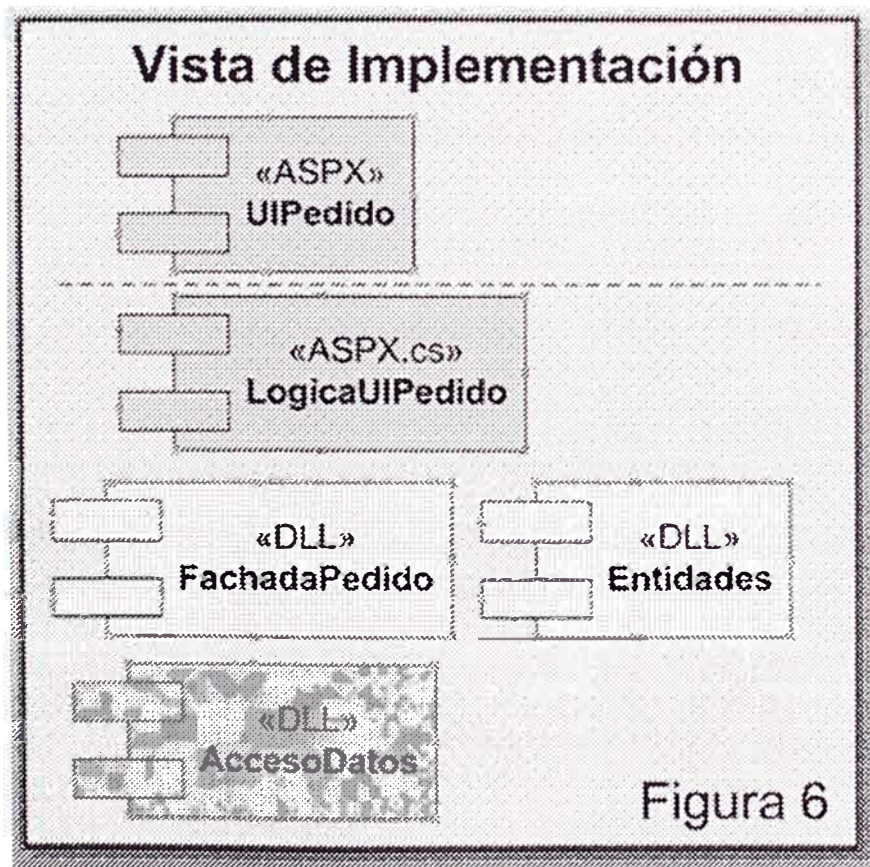 Vista de Implementación
«ASPX»
UIPedido
«ASPX.cs»
LogicaUIPedido
«DLL»
FachadaPedido
«DLL»
Entidades
«DLL»
AccesoDatos
Figura 6